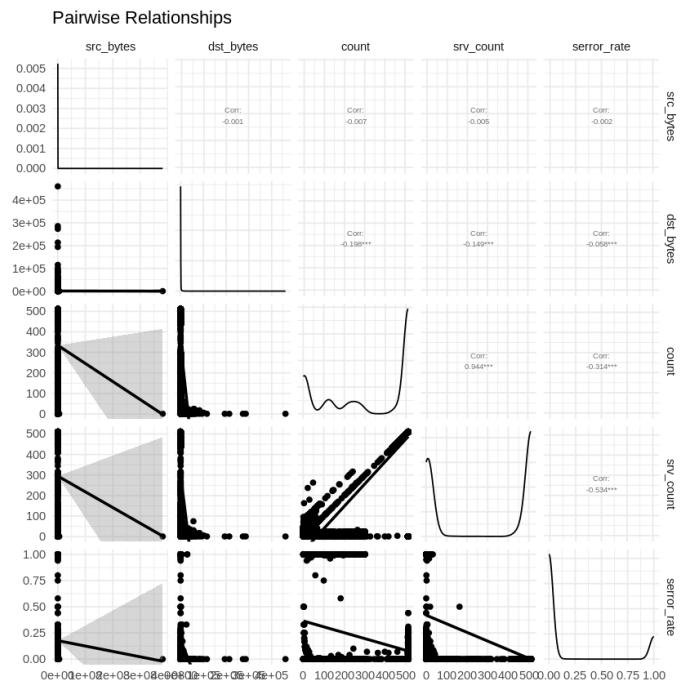 Pairwise Relationships
src_bytes dst_bytes count srv_count serror_rate
0.005
0.004
0.003
0.002
0.001
0.000
Corr:
-0.001
Corr:
-0.007
Corr:
-0.005
Corr:
-0.002
src_bytes
4e+05
3e+05
2e+05
1e+05
0e+00
Corr:
-0.198***
Corr:
-0.149***
Corr:
-0.058***
dst_bytes
500
400
300
200
100
0
Corr:
0.944***
Corr:
-0.314***
count
500
400
300
200
100
0
Corr:
-0.534***
srv_count
1.00
0.75
0.50
0.25
0.00
serror_rate
0 100 200 300 400 500 0 100 200 300 400 500 0.00 0.25 0.50 0.75 1.00